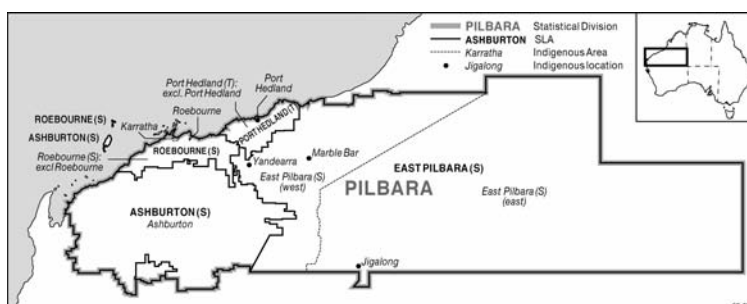 PILBARA Statistical Division
ASHBURTON SLA
Karratha Indigenous Area
Jigalong Indigenous location
Port Hedland (T):
excl. Port Hedland
Port
Hedland
Roebourne
ROEBOURNE(S)
Karratha
ASHBURTON(S)
PORT HEDLAND(T)
Roebourne(S):
excl Roebourne
ROEBOURNE(S)
Yandearra
Marble Bar
East Pilbara(S)
(west)
EAST PILBARA(S)
PILBARA
East Pilbara(S)
(east)
ASHBURTON(S)
Ashburton
Jigalong